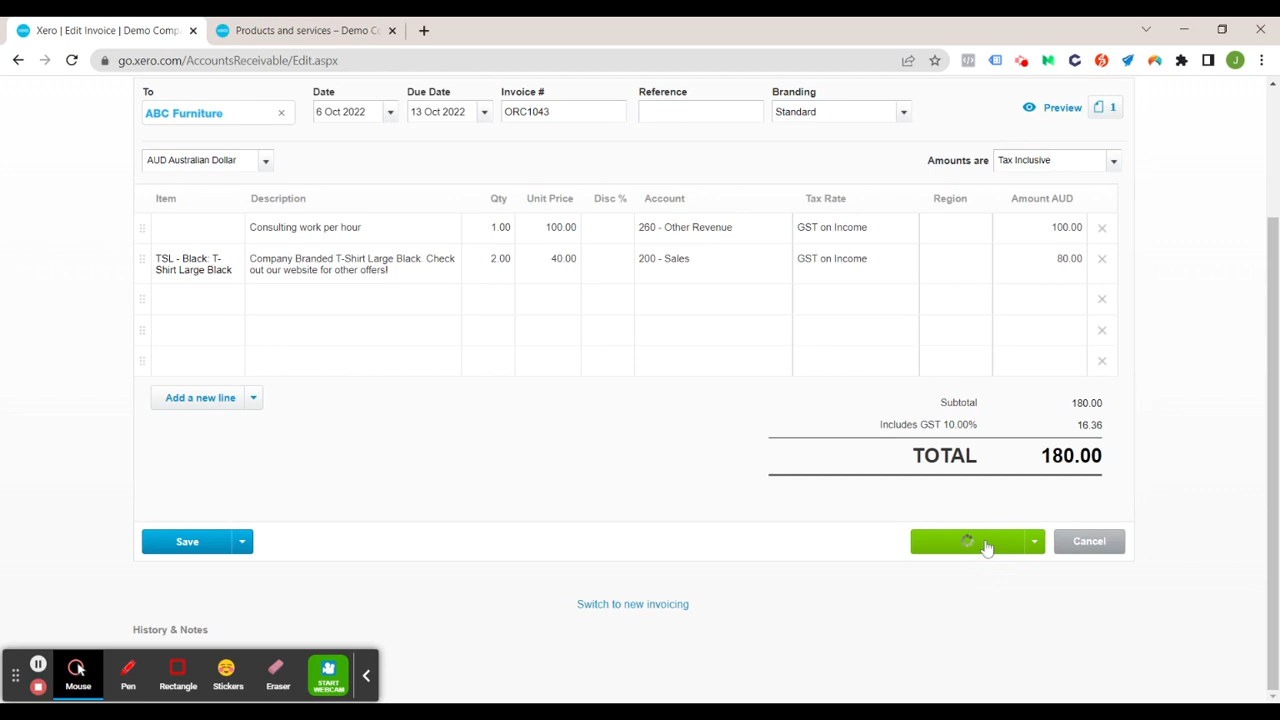 Xero | Edit Invoice | Demo Comp
Products and services – Demo C
go.xero.com/AccountsReceivable/Edit.aspx
J
To
Date
Due Date
Invoice #
Reference
Branding
ABC Furniture
6 Oct 2022
13 Oct 2022
ORC1043
Standard
Preview
1
AUD Australian Dollar
Amounts are
Tax Inclusive
Item
Description
Qty
Unit Price
Disc %
Account
Tax Rate
Region
Amount AUD
Consulting work per hour
1.00
100.00
260 - Other Revenue
GST on Income
100.00
TSL - Black: T-
Shirt Large Black
Company Branded T-Shirt Large Black. Check
out our website for other offers!
2.00
40.00
200 - Sales
GST on Income
80.00
Add a new line
Subtotal
180.00
Includes GST 10.00%
16.36
TOTAL
180.00
Save
Cancel
Switch to new invoicing
History & Notes
Mouse
Pen
Rectangle
Stickers
Eraser
START
WEBCAM